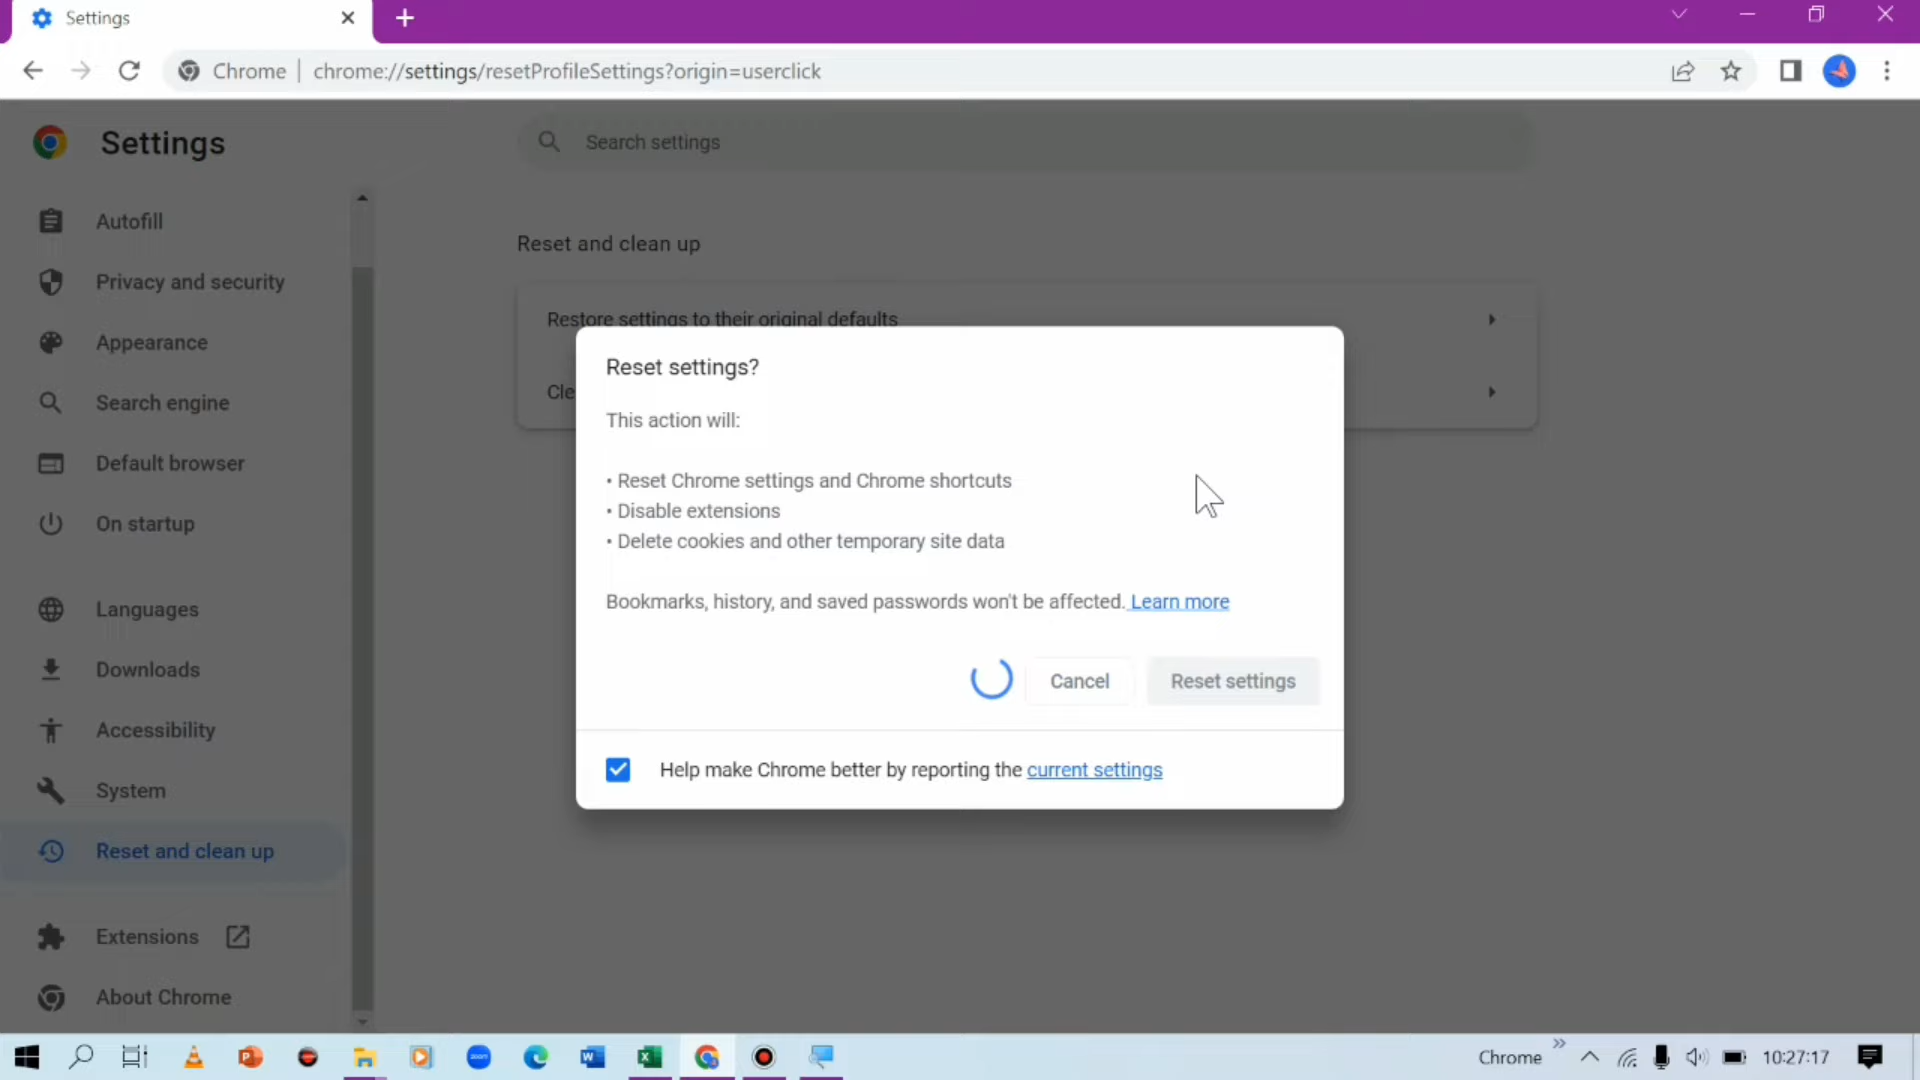 Settings
Chrome | chrome://settings/resetProfileSettings?origin=userclick
Settings
Search settings
Autofill
Privacy and security
Appearance
Search engine
Default browser
On startup
Languages
Downloads
Accessibility
System
Reset and clean up
Extensions
About Chrome
Reset and clean up
Restore settings to their original defaults
Cle
Reset settings?
This action will:
• Reset Chrome settings and Chrome shortcuts
• Disable extensions
• Delete cookies and other temporary site data
Bookmarks, history, and saved passwords won't be affected. Learn more
Cancel
Reset settings
Help make Chrome better by reporting the current settings
zoom
Chrome
10:27:17